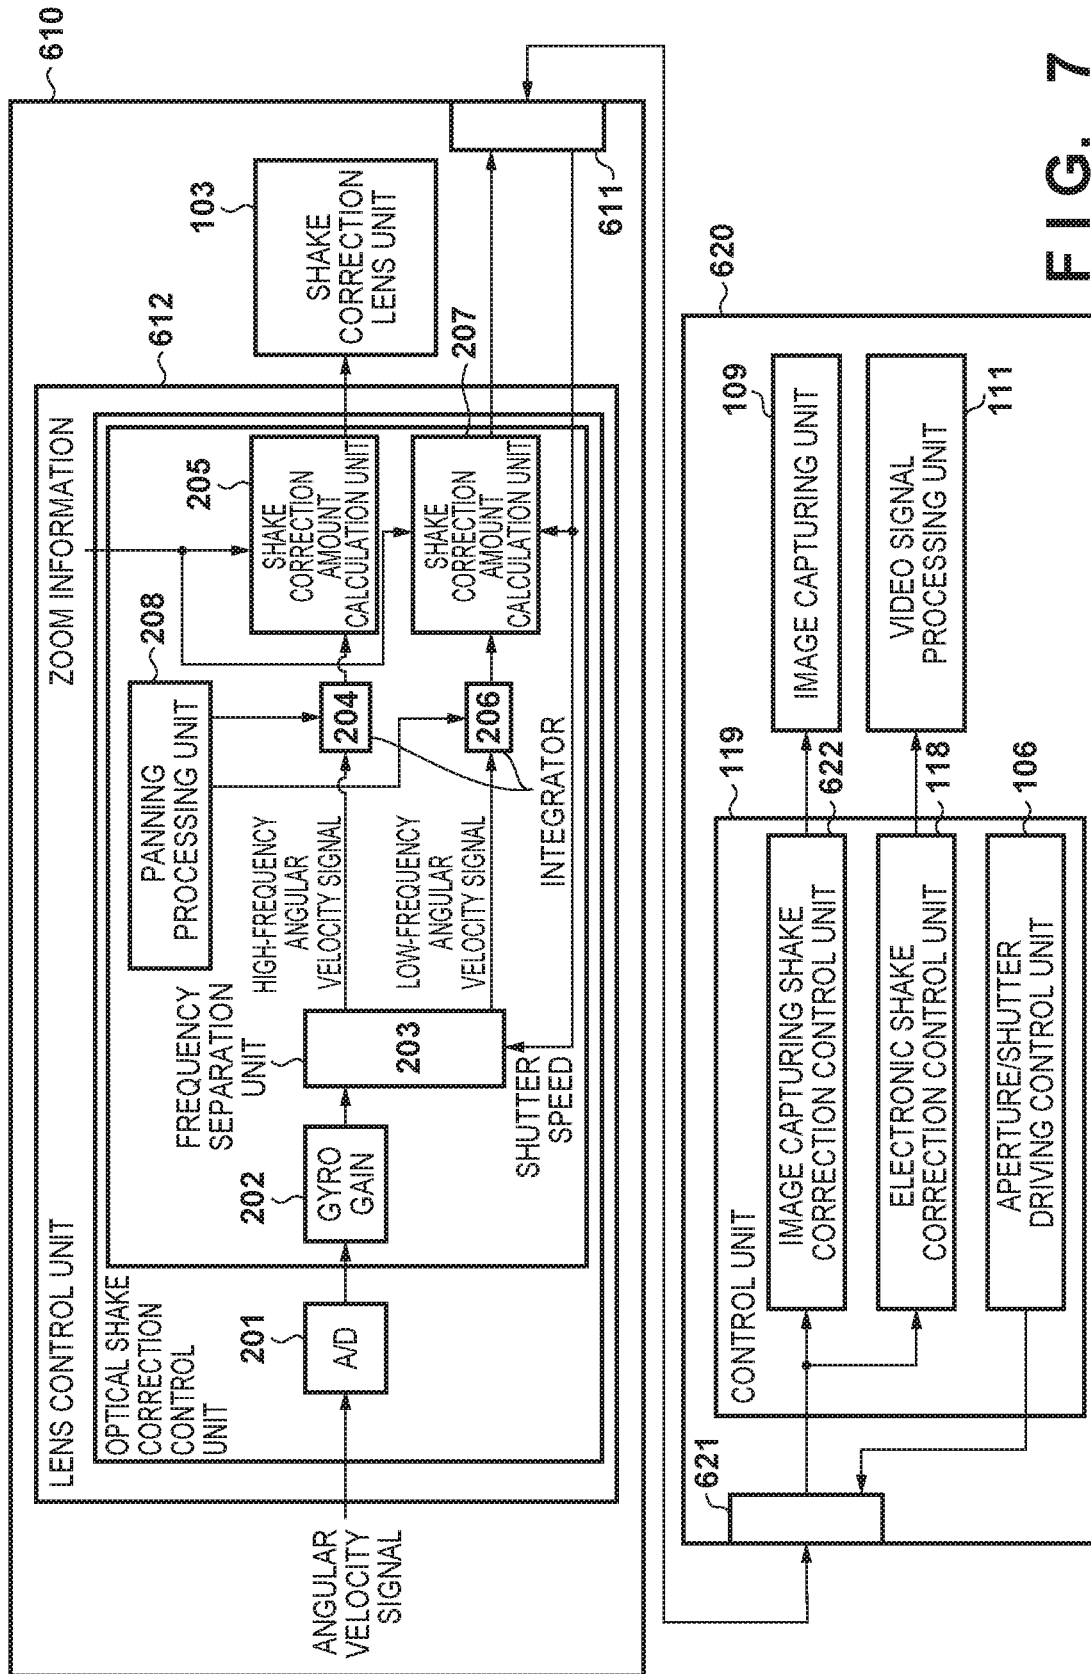 610
LENS CONTROL UNIT
612
OPTICAL SHAKE
CORRECTION
CONTROL
UNIT
ZOOM INFORMATION
208
PANNING
PROCESSING UNIT
205
SHAKE
CORRECTION
AMOUNT
CALCULATION UNIT
103
SHAKE
CORRECTION
LENS UNIT
ANGULAR
VELOCITY
SIGNAL
201
A/D
202
GYRO
GAIN
FREQUENCY
SEPARATION
UNIT
203
HIGH-FREQUENCY
ANGULAR
VELOCITY SIGNAL
LOW-FREQUENCY
ANGULAR
VELOCITY SIGNAL
204
206
INTEGRATOR
SHAKE
CORRECTION
AMOUNT
CALCULATION UNIT
207
SHUTTER
SPEED
611
620
621
CONTROL UNIT
119
IMAGE CAPTURING SHAKE
CORRECTION CONTROL UNIT
622
IMAGE CAPTURING UNIT
109
ELECTRONIC SHAKE
CORRECTION CONTROL UNIT
118
VIDEO SIGNAL
PROCESSING UNIT
111
APERTURE/SHUTTER
DRIVING CONTROL UNIT
106
FIG. 7